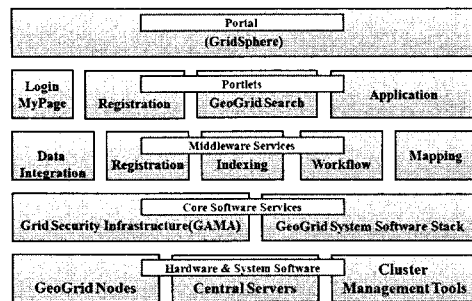 Portal
(GridSphere)
Portlets
Login
MyPage
Registration
GeoGrid Search
Application
Middleware Services
Data
Integration
Registration
Indexing
Workflow
Mapping
Core Software Services
Grid Security Infrastructure(GAMA)
GeoGrid System Software Stack
Hardware & System Software
GeoGrid Nodes
Central Servers
Cluster
Management Tools